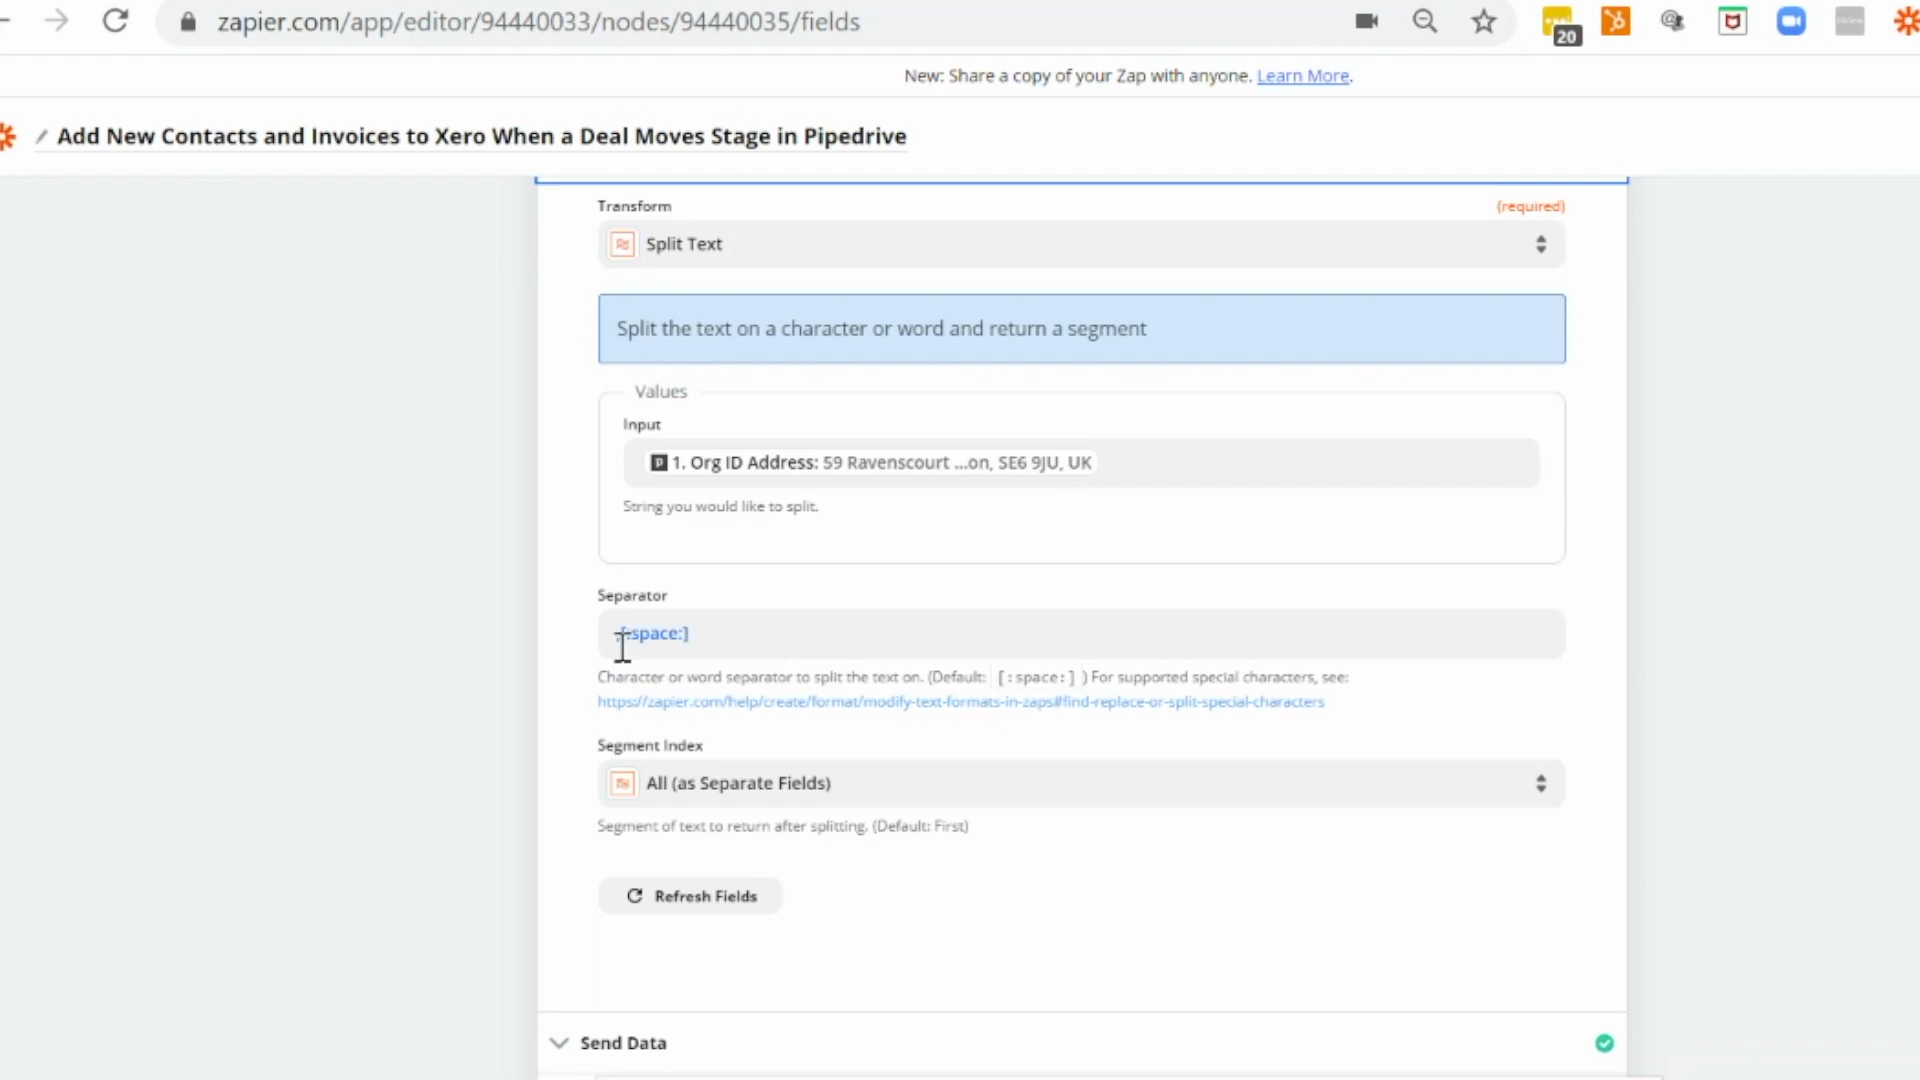 zapier.com/app/editor/94440033/nodes/94440035/fields
20
New: Share a copy of your Zap with anyone. Learn More.
Add New Contacts and Invoices to Xero When a Deal Moves Stage in Pipedrive
Transform (required)
Split Text
Split the text on a character or word and return a segment
Values
Input
1. Org ID Address: 59 Ravenscourt ...on, SE6 9JU, UK
String you would like to split.
Separator
[:space:]
Character or word separator to split the text on. (Default: [:space:] ) For supported special characters, see:
https://zapier.com/help/create/format/modify-text-formats-in-zaps#find-replace-or-split-special-characters
Segment Index
All (as Separate Fields)
Segment of text to return after splitting. (Default: First)
Refresh Fields
Send Data